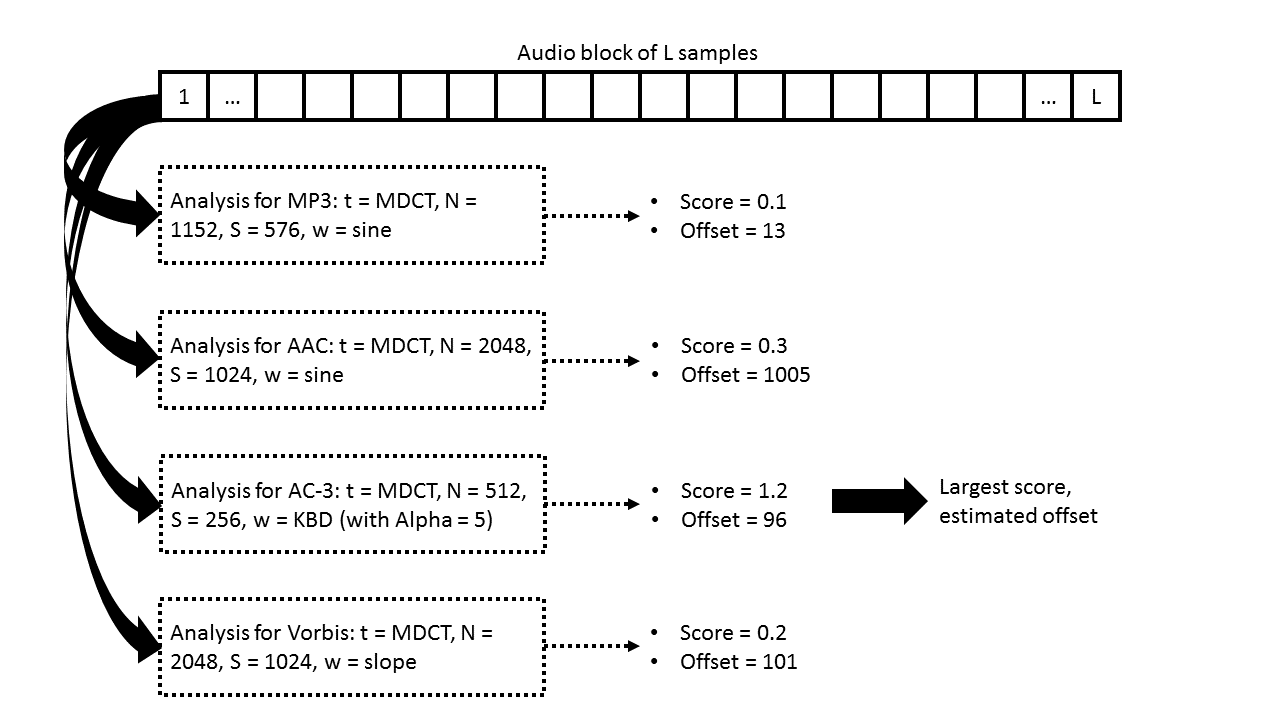 Audio block of L samples
1 ... ... L
Analysis for MP3: t = MDCT, N =
1152, S = 576, w = sine
• Score = 0.1
• Offset = 13
Analysis for AAC: t = MDCT, N = 2048,
S = 1024, w = sine
• Score = 0.3
• Offset = 1005
Analysis for AC-3: t = MDCT, N = 512,
S = 256, w = KBD (with Alpha = 5)
• Score = 1.2
• Offset = 96
Largest score,
estimated offset
Analysis for Vorbis: t = MDCT, N =
2048, S = 1024, w = slope
• Score = 0.2
• Offset = 101